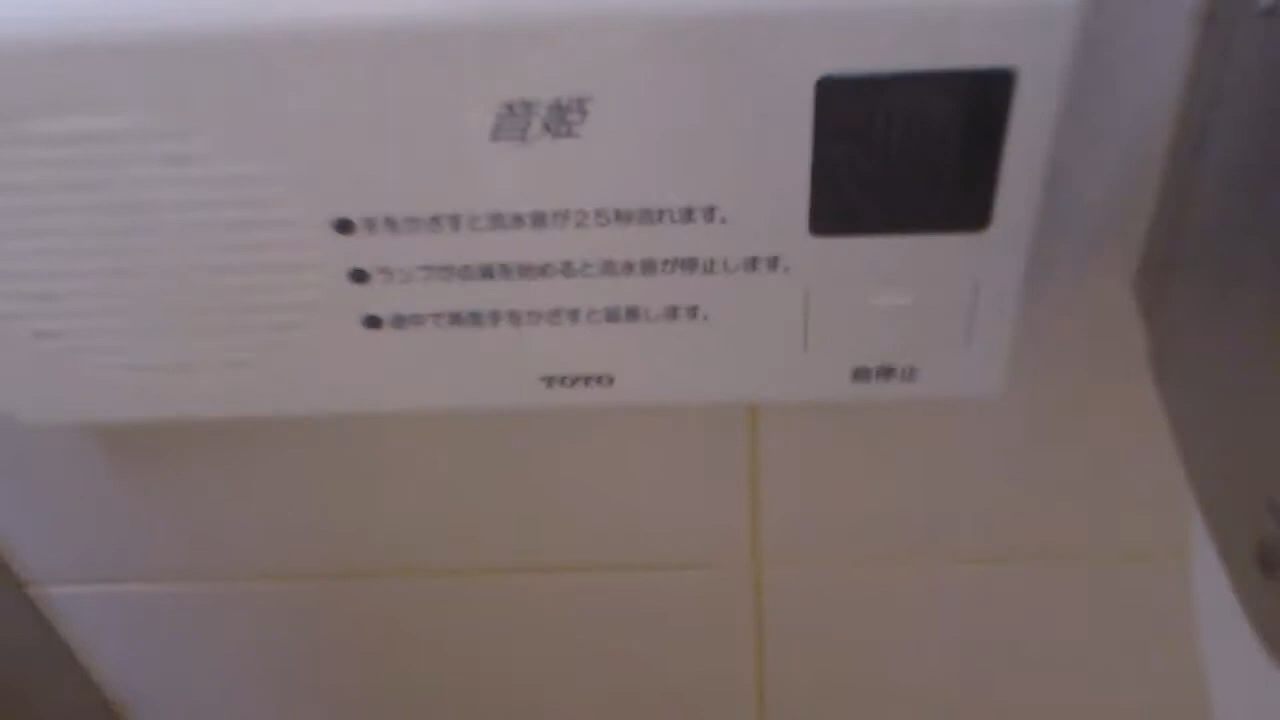 音姫
●手をかざすと流水音が25秒流れます。
●ランプが点滅を始めると流水音が停止します。
●途中で再度手をかざすと延長します。
TOTO
停止